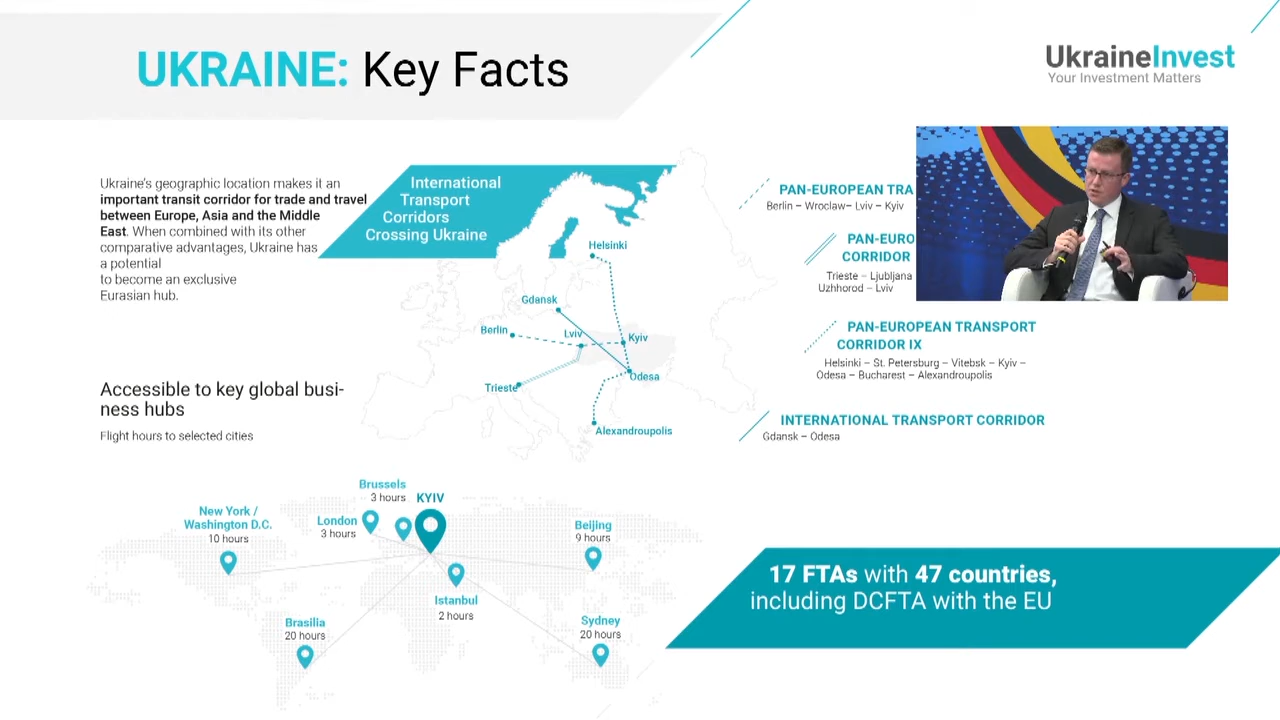 UKRAINE: Key Facts
UkraineInvest
Your Investment Matters
Ukraine's geographic location makes it an
important transit corridor for trade and travel
between Europe, Asia and the Middle
East. When combined with its other
comparative advantages, Ukraine has
a potential
to become an exclusive
Eurasian hub.
International
Transport
Corridors
Crossing Ukraine
Helsinki
Gdansk
Berlin
Lviv
Kyiv
Trieste
Odesa
Alexandroupolis
PAN-EUROPEAN TRA
Berlin – Wroclaw– Lviv – Kyiv
PAN-EURO
CORRIDOR
Trieste – Ljubljana
Uzhhorod – Lviv
PAN-EUROPEAN TRANSPORT
CORRIDOR IX
Helsinki – St. Petersburg – Vitebsk – Kyiv –
Odesa – Bucharest – Alexandroupolis
INTERNATIONAL TRANSPORT CORRIDOR
Gdansk – Odesa
Accessible to key global busi-
ness hubs
Flight hours to selected cities
New York /
Washington D.C.
10 hours
Brussels
3 hours
KYIV
London
3 hours
Beijing
9 hours
Istanbul
2 hours
Brasilia
20 hours
Sydney
20 hours
17 FTAs with 47 countries,
including DCFTA with the EU